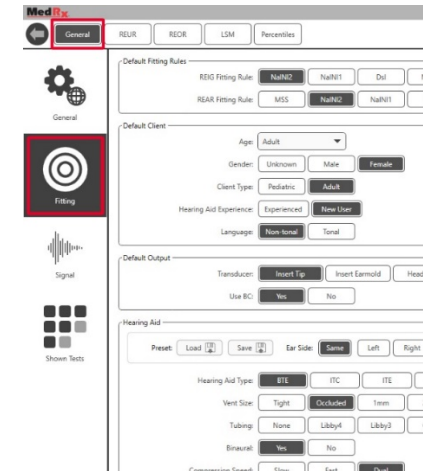 MedRx
General REUR REOR LSM Percentiles
General
Fitting
Signal
Shown Tests
Default Fitting Rules
REIG Fitting Rule: NalNl2 NalNl1 Dsl
REAR Fitting Rule: MSS NalNl2 NalNl1
Default Client
Age: Adult
Gender: Unknown Male Female
Client Type: Pediatric Adult
Hearing Aid Experience: Experienced New User
Language: Non-tonal Tonal
Default Output
Transducer: Insert Tip Insert Earmold Head
Use BC: Yes No
Hearing Aid
Preset: Load Save Ear Side: Same Left Right
Hearing Aid Type: BTE ITC ITE
Vent Size: Tight Occluded 1mm
Tubing: None Libby4 Libby3
Binaural: Yes No
Compression Speed: Slow Fast Dual